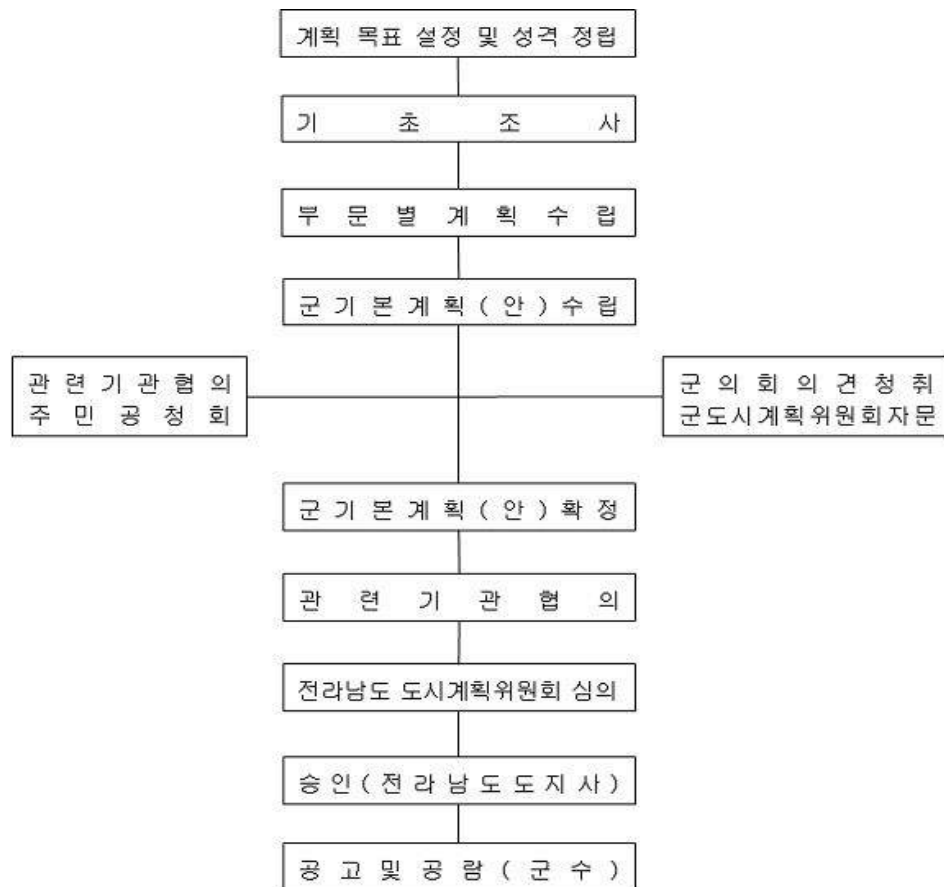 계획 목표 설정 및 성격 정립
기 초 조 사
부 문 별 계 획 수 립
군 기 본 계 획 ( 안 ) 수 립
관 련 기 관 협 의
주 민 공 청 회
군 의 회 의 견 청 취
군도시계획위원회자문
군 기 본 계 획 ( 안 ) 확 정
관 련 기 관 협 의
전라남도 도시계획위원회 심의
승 인 ( 전 라 남 도 도 지 사 )
공 고 및 공 람 ( 군 수 )